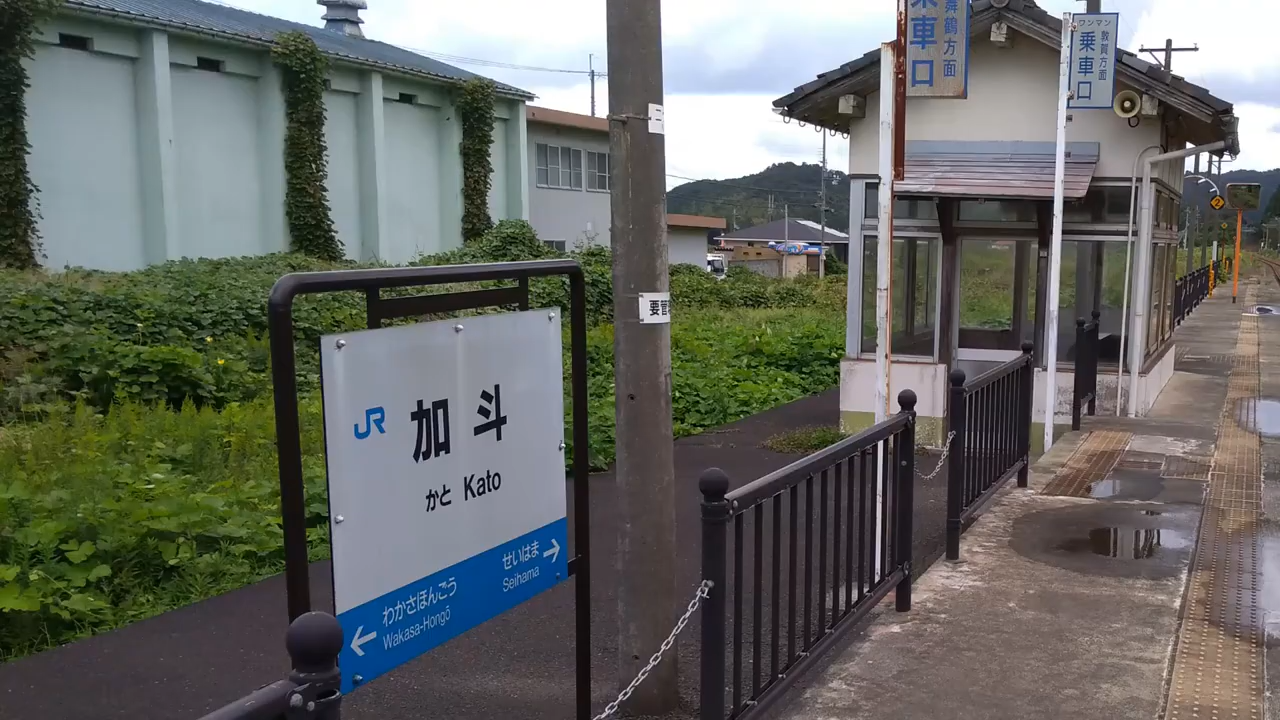 舞鶴方面
乗車口
ワンマン
敦賀方面
乗車口
2
要管
JR
加斗
かと Kato
せいはま →
Seihama
← わかさほんごう
Wakasa-Hongō